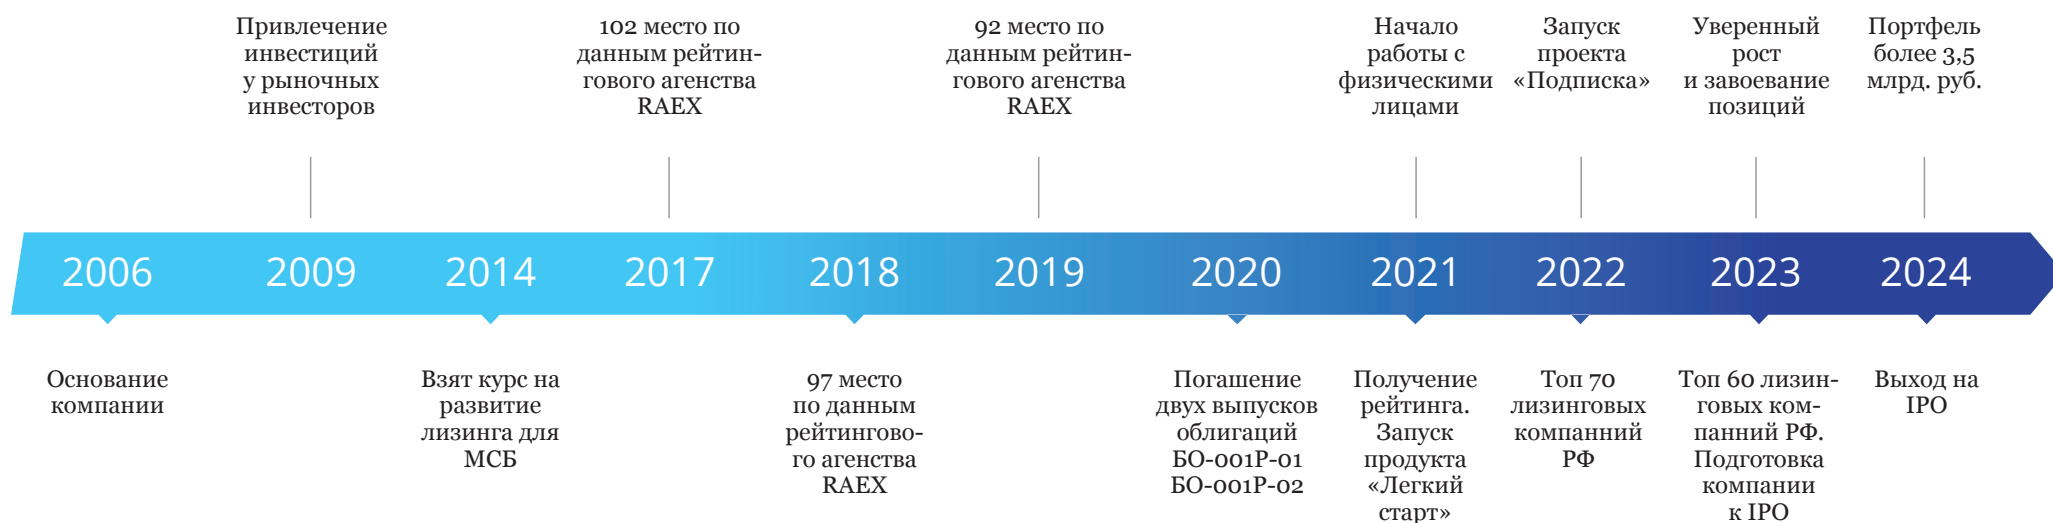 Привлечение
инвестиций
у рыночных
инвесторов
102 место по
данным рейтин-
гового агенства
RAEX
92 место по
данным рейтин-
гового агенства
RAEX
Начало
работы с
физическими
лицами
Запуск
проекта
«Подписка»
Уверенный
рост
и завоевание
позиций
Портфель
более 3,5
млрд. руб.
2006
2009
2014
2017
2018
2019
2020
2021
2022
2023
2024
Основание
компании
Взят курс на
развитие
лизинга для
МСБ
97 место
по данным
рейтингово-
го агенства
RAEX
Погашение
двух выпусков
облигаций
БО-001Р-01
БО-001Р-02
Получение
рейтинга.
Запуск
продукта
«Легкий
старт»
Топ 70
лизинговых
компанний
РФ
Топ 60 лизин-
говых ком-
панний РФ.
Подготовка
компании
к IPO
Выход на
IPO